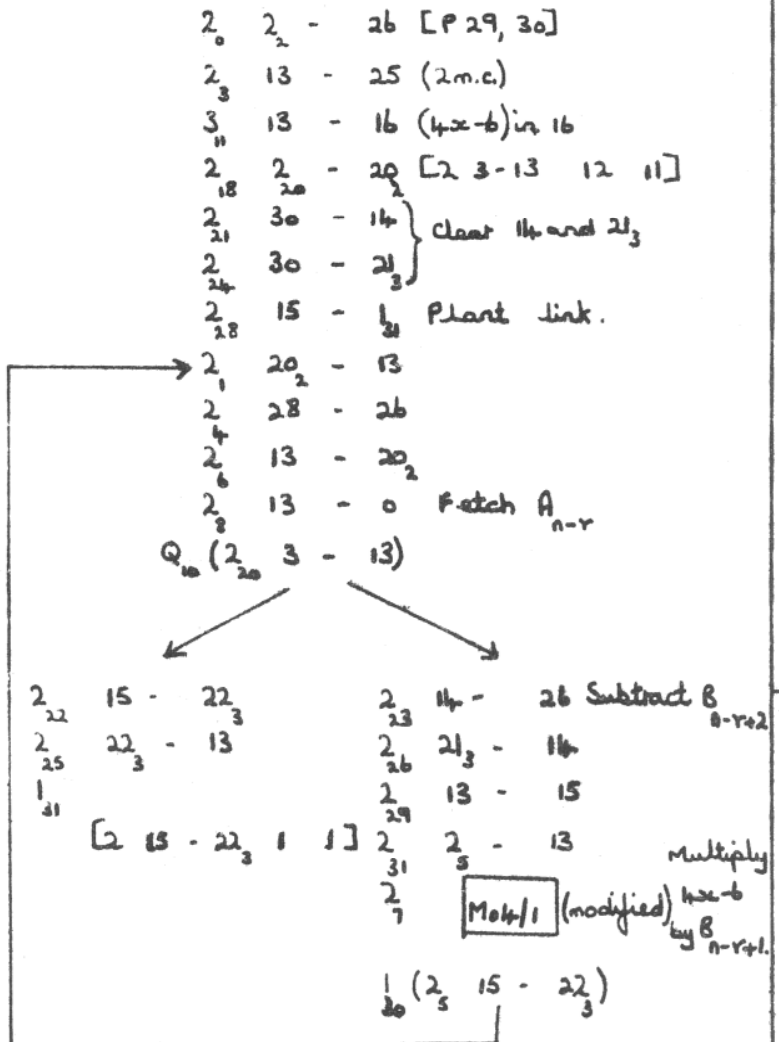 2₀ 2₂ - 26 [P 29, 30]
2₃ 13 - 25 (2m.c.)
3₁₁ 13 - 16 (4x-b) in 16
2₁₈ 2₂₀ - 20₂ [2 3-13 12 11]
2₂₁ 30 - 14 } Clear 14 and 21₃
2₂₄ 30 - 21₃
2₂₈ 15 - 1₃₁ Plant link.
2₁ 20₂ - 13
2₄ 28 - 26
2₆ 13 - 20₂
2₈ 13 - 0 Fetch A n-r
Q₁₀ (2₂₀ 3 - 13)
2₂₂ 15 - 22₃
2₂₅ 22₃ - 13
1₃₁
[2 15 - 22₃ 1 1]
2₂₃ 14 - 26 Subtract B n-r+2
2₂₆ 21₃ - 14
2₂₉ 13 - 15
2₃₁ 2₅ - 13
2₇ M04/1 (modified)
Multiply
4x-b
by B n-r+1.
1₃₀ (2₅ 15 - 22₃)